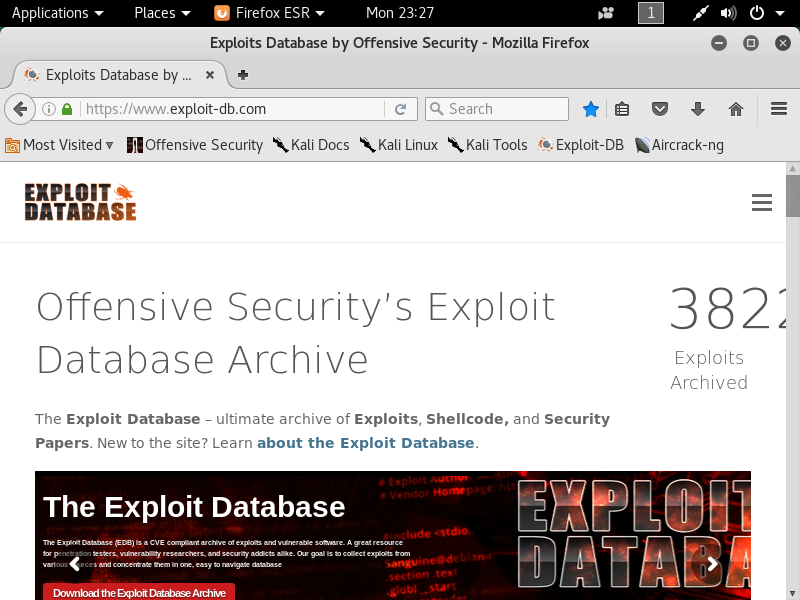 Applications Places Firefox ESR Mon 23:27 1
Exploits Database by Offensive Security - Mozilla Firefox
Exploits Database by ...
https://www.exploit-db.com Search
Most Visited Offensive Security Kali Docs Kali Linux Kali Tools Exploit-DB Aircrack-ng
EXPLOIT
DATABASE
Offensive Security's Exploit
Database Archive
3822
Exploits
Archived
The Exploit Database – ultimate archive of Exploits, Shellcode, and Security
Papers. New to the site? Learn about the Exploit Database.
# Exploit Author
# Vendor Homepage: ht
The Exploit Database
EXPLOIT
DATABA
The Exploit Database (EDB) is a CVE compliant archive of exploits and vulnerable software. A great resource
for penetration testers, vulnerability researchers, and security addicts alike. Our goal is to collect exploits from
various sources and concentrate them in one, easy to navigate database
#include <stdio
sanguine@debian-
.section .text
.globl _start
Download the Exploit Database Archive